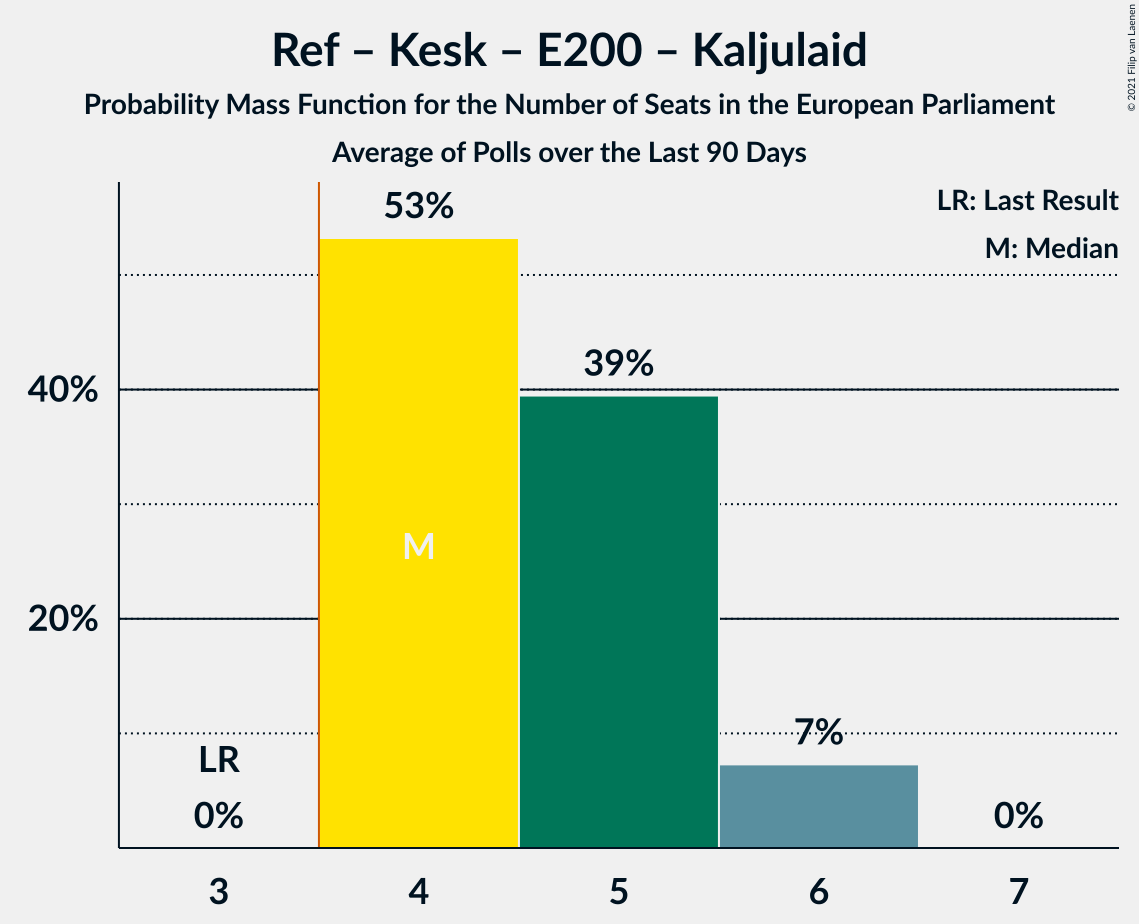 Ref – Kesk – E200 – Kaljulaid
Probability Mass Function for the Number of Seats in the European Parliament
Average of Polls over the Last 90 Days
© 2021 Filip van Laenen
LR: Last Result
M: Median
53%
39%
40%
M
20%
7%
LR
0%
0%
3
4
5
6
7